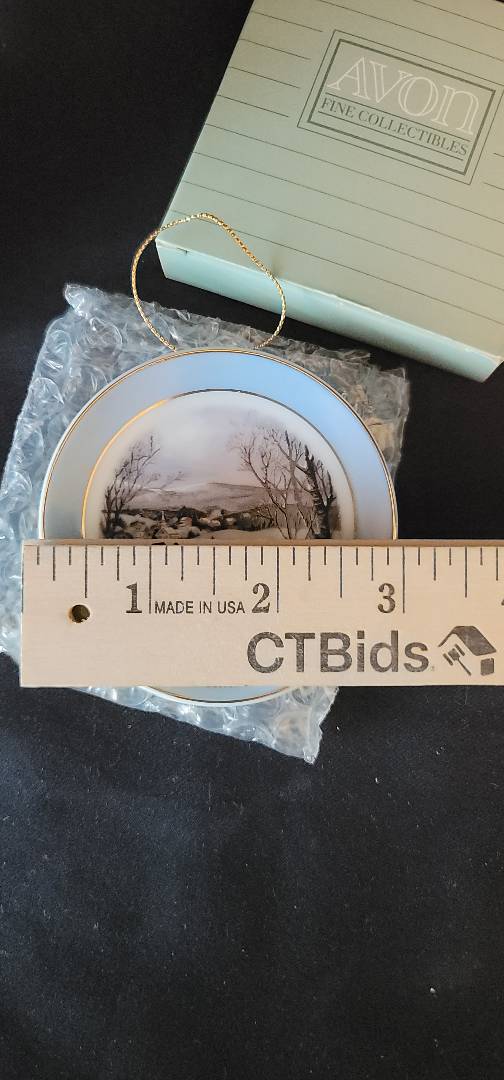 AVON
FINE COLLECTIBLES
1 MADE IN USA 2 3
CTBids